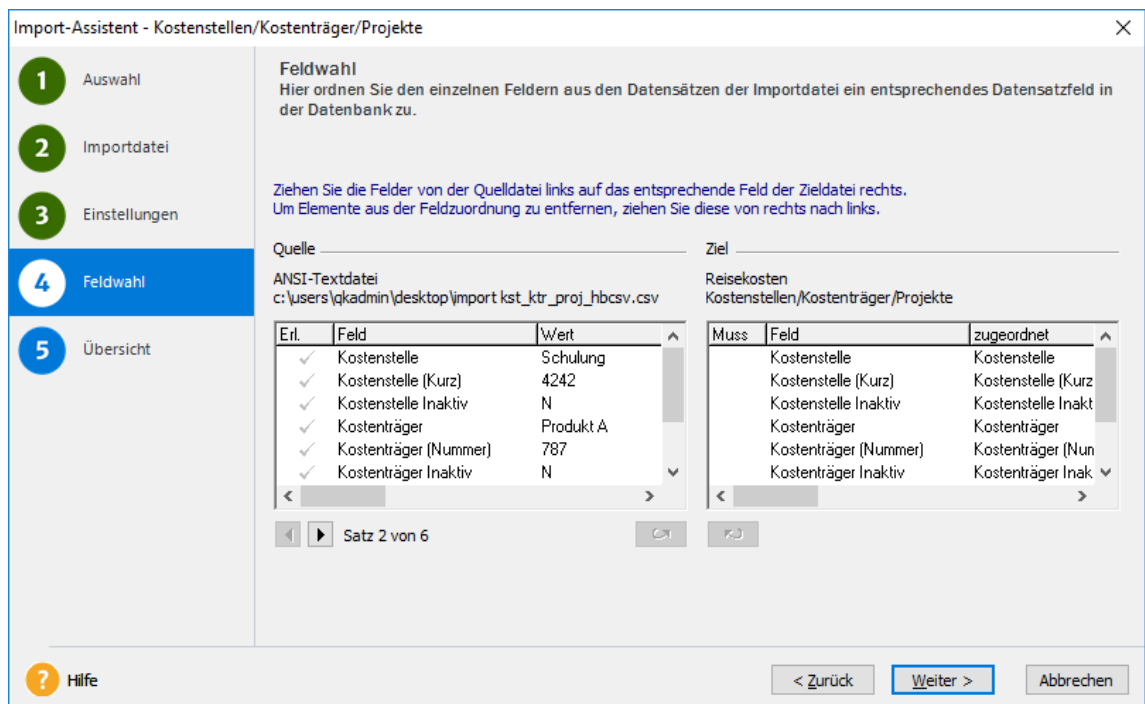 Import-Assistent - Kostenstellen/Kostenträger/Projekte
1 Auswahl
2 Importdatei
3 Einstellungen
4 Feldwahl
5 Übersicht
Feldwahl
Hier ordnen Sie den einzelnen Feldern aus den Datensätzen der Importdatei ein entsprechendes Datensatzfeld in
der Datenbank zu.
Ziehen Sie die Felder von der Quelldatei links auf das entsprechende Feld der Zieldatei rechts.
Um Elemente aus der Feldzuordnung zu entfernen, ziehen Sie diese von rechts nach links.
Quelle
ANSI-Textdatei
c:\users\qkadmin\desktop\import kst_ktr_proj_hbcsv.csv
Erl. Feld Wert
Kostenstelle Schulung
Kostenstelle (Kurz) 4242
Kostenstelle Inaktiv N
Kostenträger Produkt A
Kostenträger (Nummer) 787
Kostenträger Inaktiv N
Satz 2 von 6
Ziel
Reisekosten
Kostenstellen/Kostenträger/Projekte
Muss Feld zugeordnet
Kostenstelle Kostenstelle
Kostenstelle (Kurz) Kostenstelle (Kurz
Kostenstelle Inaktiv Kostenstelle Inakt
Kostenträger Kostenträger
Kostenträger (Nummer) Kostenträger (Nun
Kostenträger Inaktiv Kostenträger Inak
? Hilfe
< Zurück Weiter > Abbrechen